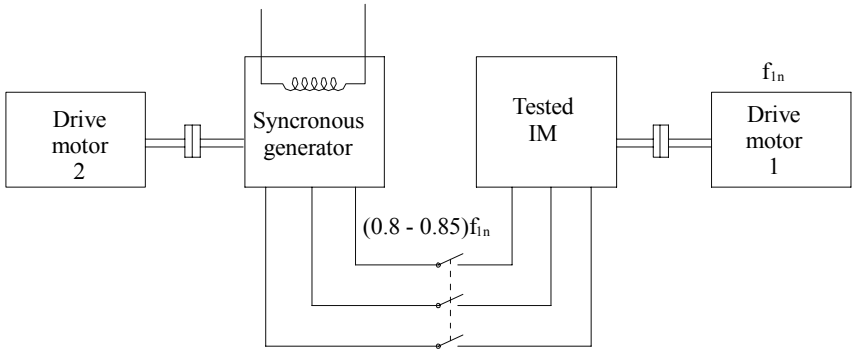 f1n
Drive
motor
2
Syncronous
generator
Tested
IM
Drive
motor
1
(0.8 - 0.85)f1n